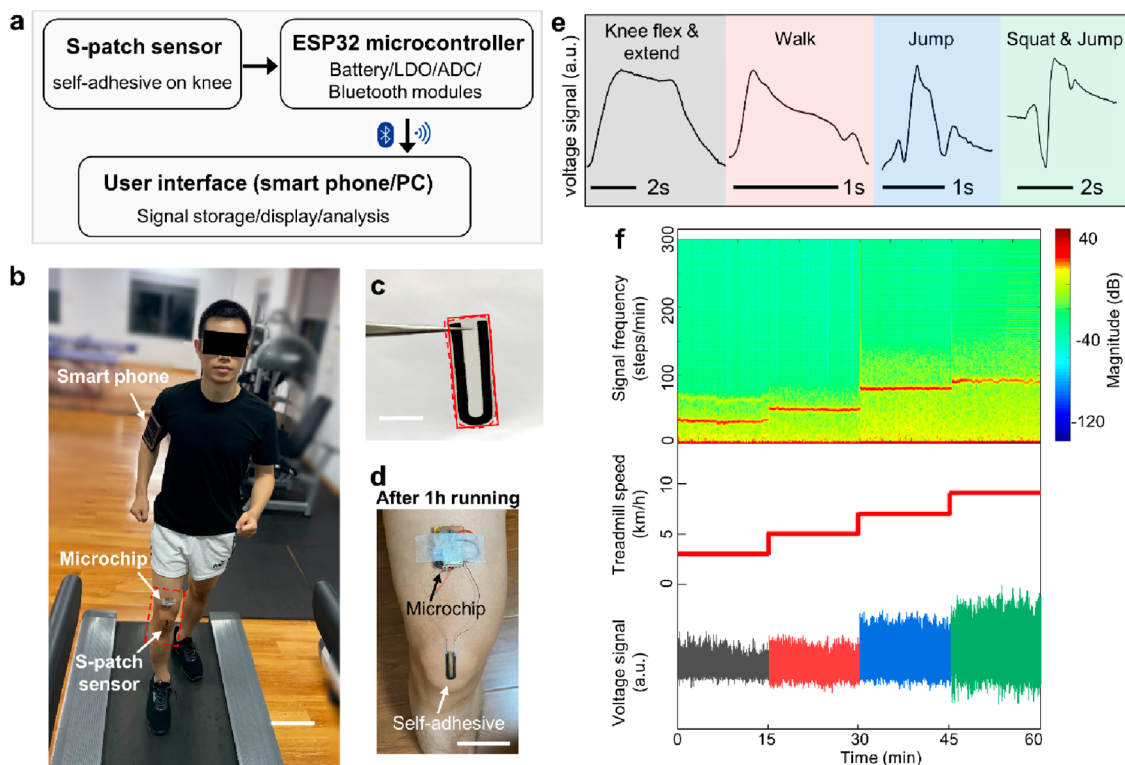 a
S-patch sensor
self-adhesive on knee
ESP32 microcontroller
Battery/LDO/ADC/
Bluetooth modules
User interface (smart phone/PC)
Signal storage/display/analysis
b
Smart phone
Microchip
S-patch
sensor
c
d
After 1h running
Microchip
Self-adhesive
e
voltage signal (a.u.)
Knee flex &
extend
2s
Walk
1s
Jump
1s
Squat & Jump
2s
f
Signal frequency
(steps/min)
300
200
100
0
40
-40
-120
Magnitude (dB)
Treadmill speed
(km/h)
10
5
0
Voltage signal
(a.u.)
0
15
30
45
60
Time (min)